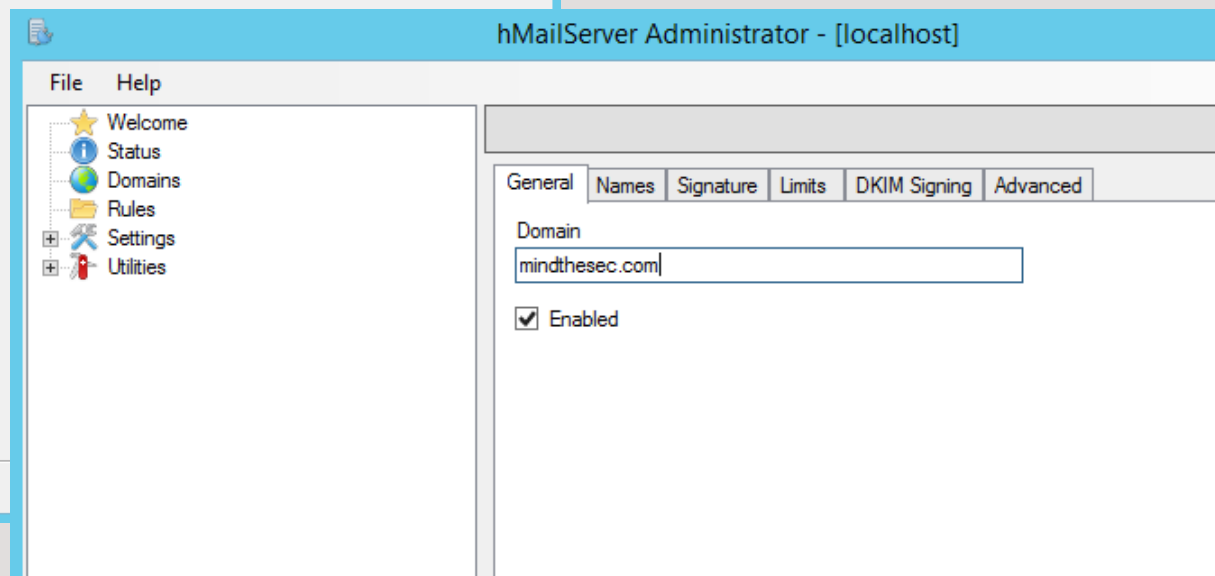 hMailServer Administrator - [localhost]
File Help
Welcome
Status
Domains
Rules
Settings
Utilities
General Names Signature Limits DKIM Signing Advanced
Domain
mindthesec.com
Enabled